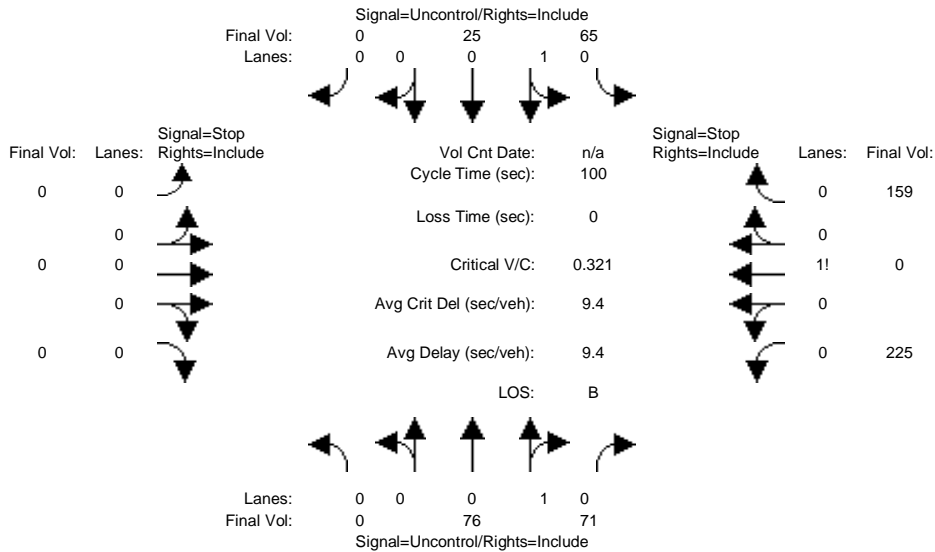 Signal=Uncontrol/Rights=Include
Final Vol: 0 25 65
Lanes: 0 0 0 1 0
Signal=Stop Signal=Stop
Final Vol: Lanes: Rights=Include Vol Cnt Date: n/a Rights=Include Lanes: Final Vol:
Cycle Time (sec): 100
0 0 0 159
Loss Time (sec): 0
0 0
0 0 Critical V/C: 0.321 1! 0
0 Avg Crit Del (sec/veh): 9.4 0
0 0 Avg Delay (sec/veh): 9.4 0 225
LOS: B
Lanes: 0 0 0 1 0
Final Vol: 0 76 71
Signal=Uncontrol/Rights=Include